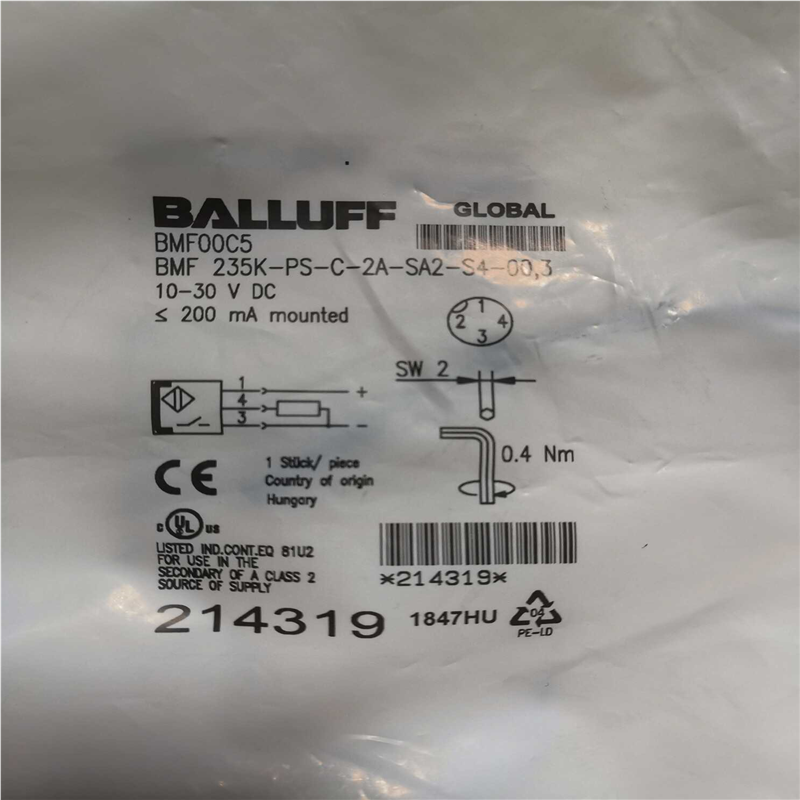 BALLUFF GLOBAL
BMF00C5
BMF 235K-PS-C-2A-SA2-S4-00,3
10-30 V DC
≤ 200 mA mounted
1
2 4
3
SW 2
1 +
4
3 -
0.4 Nm
CE
1 Stück/ piece
Country of origin
Hungary
c UL us
LISTED IND.CONT.EQ 81U2
FOR USE IN THE
SECONDARY OF A CLASS 2
SOURCE OF SUPPLY
*214319*
214319 1847HU
04
PE-LD